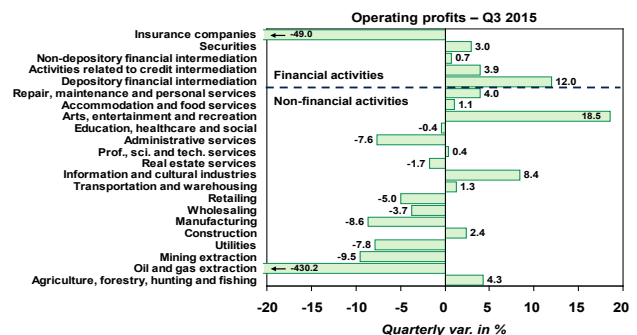 Operating profits – Q3 2015
Insurance companies -49.0
Securities 3.0
Non-depository financial intermediation 0.7
Activities related to credit intermediation 3.9
Depository financial intermediation 12.0
Financial activities
Non-financial activities
Repair, maintenance and personal services 4.0
Accommodation and food services 1.1
Arts, entertainment and recreation 18.5
Education, healthcare and social -0.4
Administrative services -7.6
Prof., sci. and tech. services 0.4
Real estate services -1.7
Information and cultural industries 8.4
Transportation and warehousing 1.3
Retailing -5.0
Wholesaling -3.7
Manufacturing -8.6
Construction 2.4
Utilities -7.8
Mining extraction -9.5
Oil and gas extraction -430.2
Agriculture, forestry, hunting and fishing 4.3
-20 -15 -10 -5 0 5 10 15 20
Quarterly var. in %